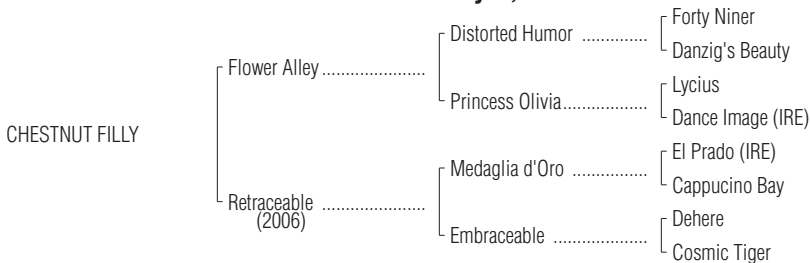 Forty Niner
Distorted Humor ..............
Danzig's Beauty
Flower Alley......................
Lycius
Princess Olivia..................
Dance Image (IRE)
CHESTNUT FILLY
El Prado (IRE)
Medaglia d'Oro ................
Cappucino Bay
Retraceable ......................
(2006)
Dehere
Embraceable ....................
Cosmic Tiger